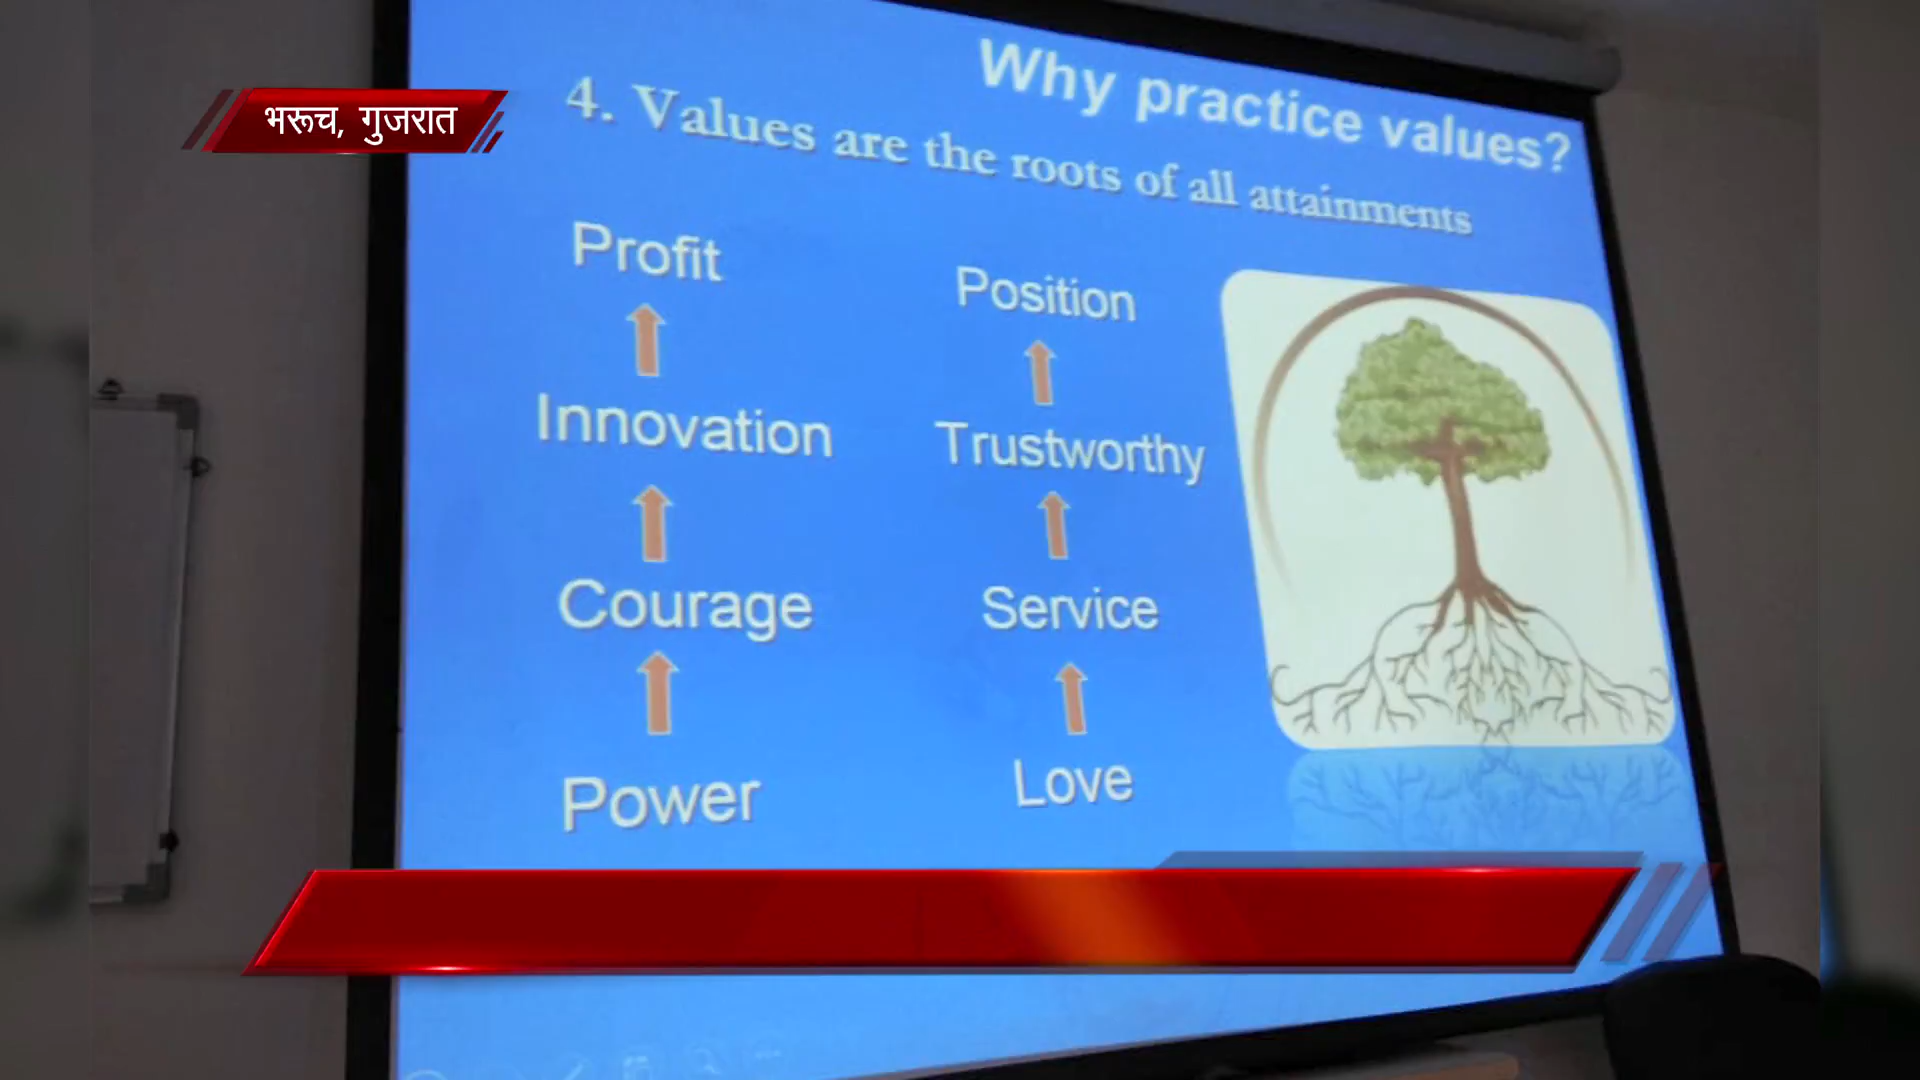 भरूच, गुजरात
Why practice values?
4. Values are the roots of all attainments
Profit
Innovation
Courage
Power
Position
Trustworthy
Service
Love